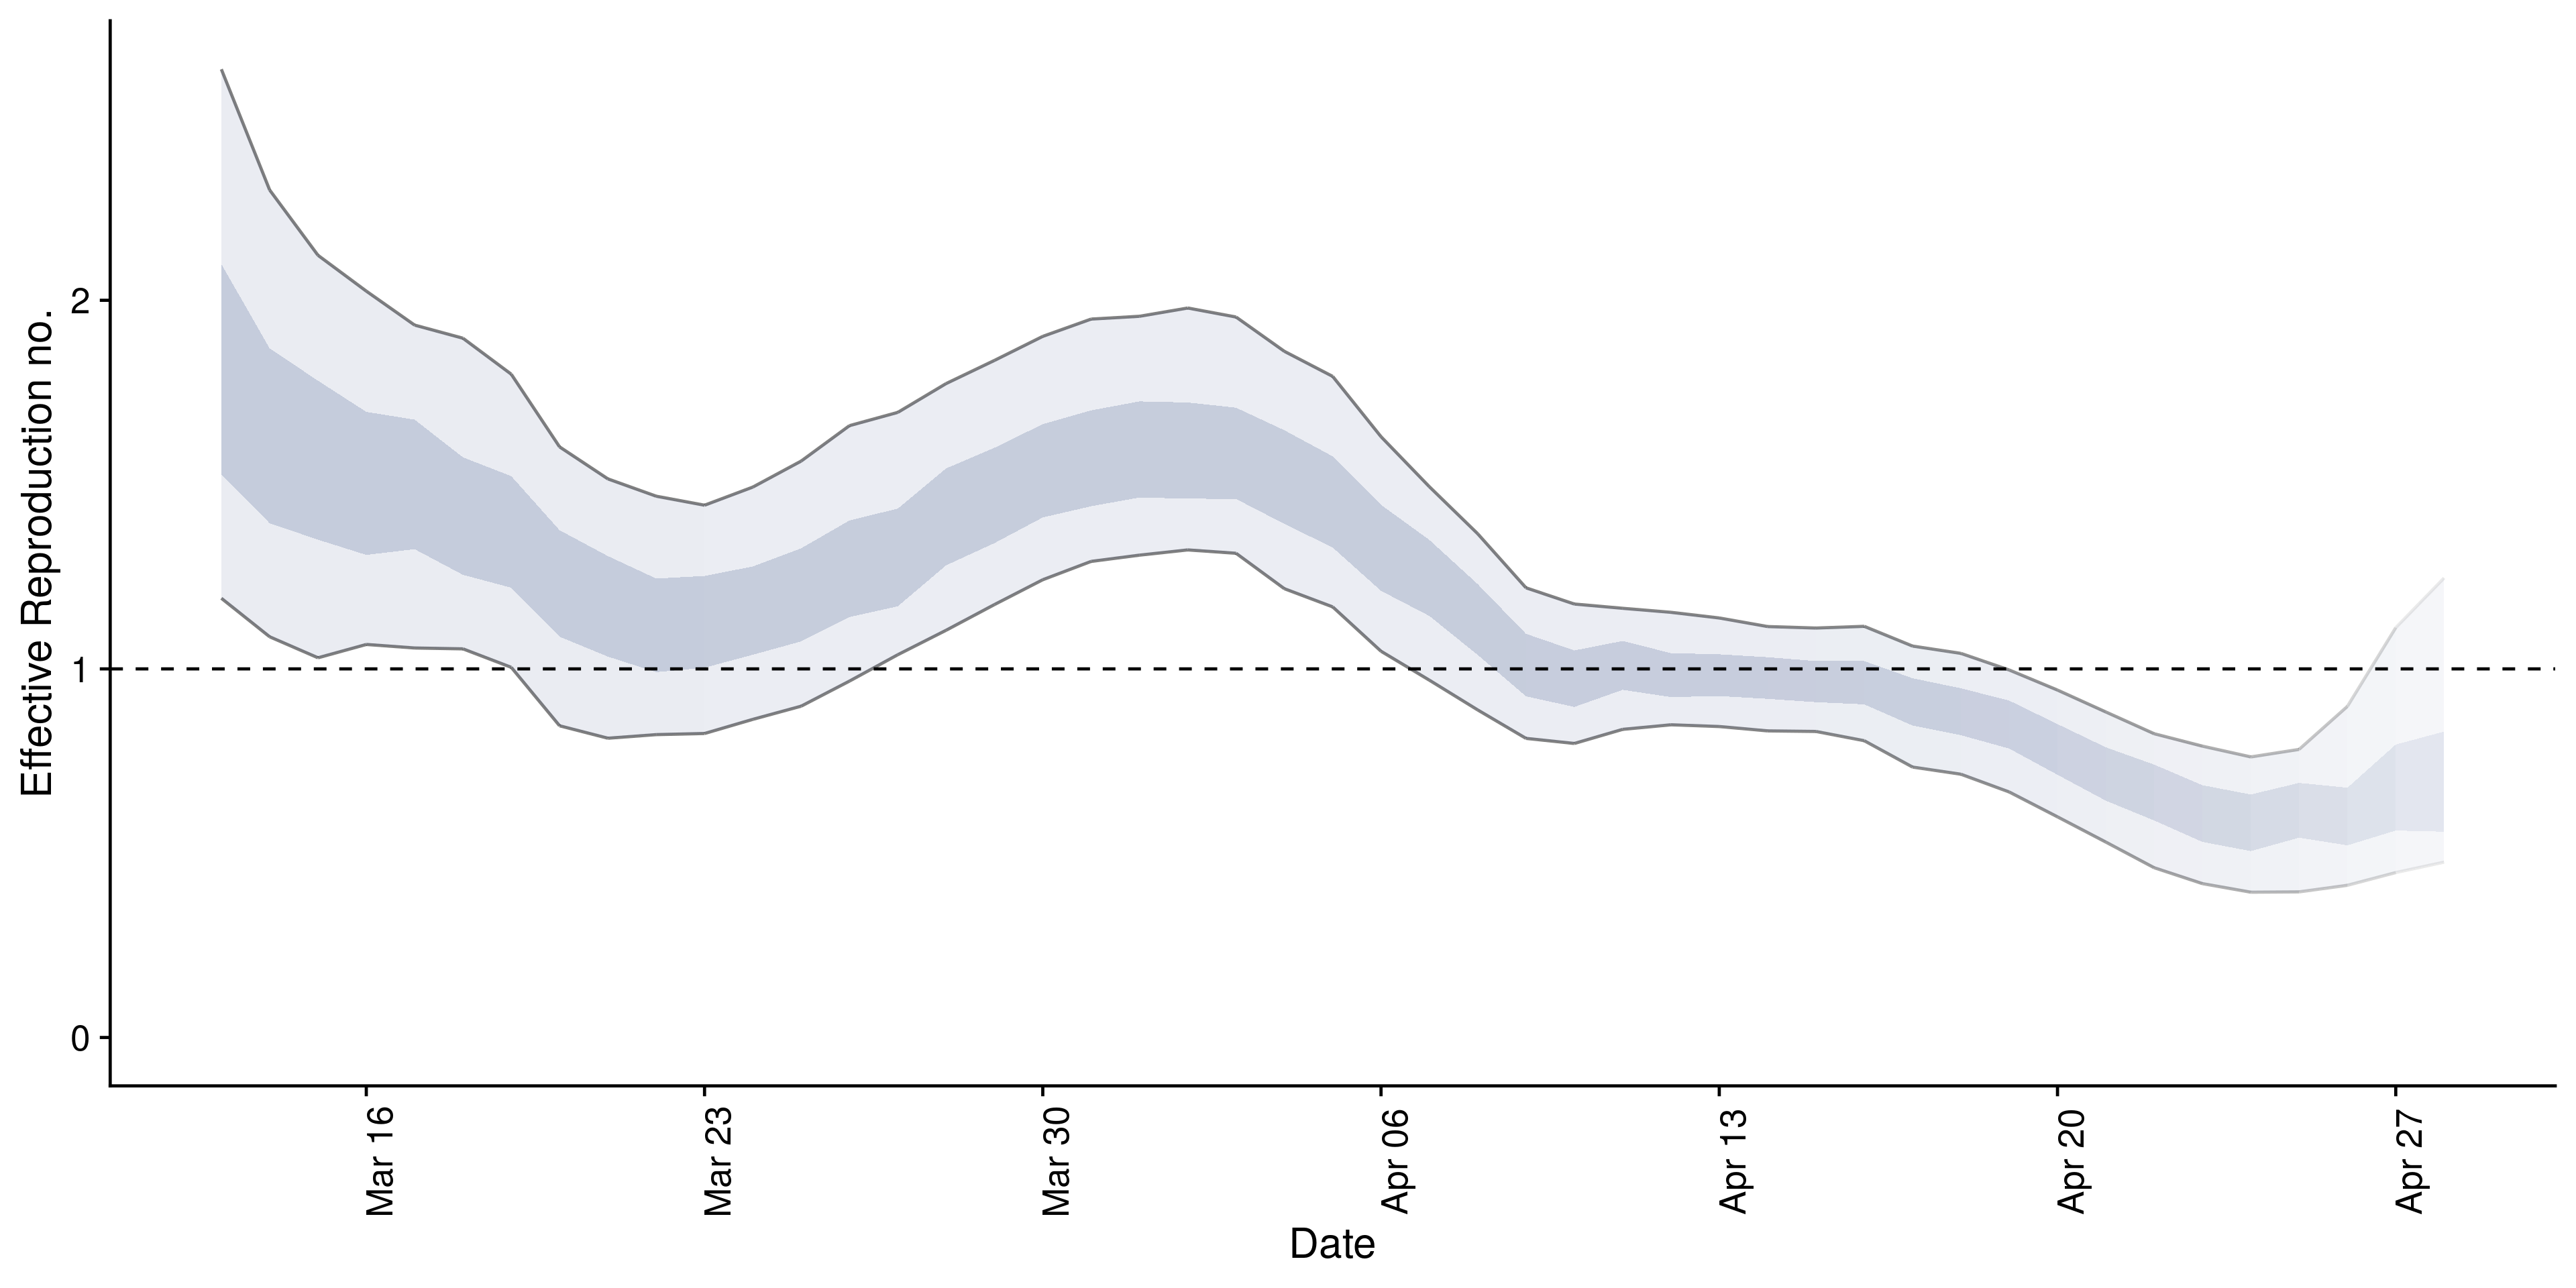 Effective Reproduction no.
2
1
0
Mar 16
Mar 23
Mar 30
Apr 06
Apr 13
Apr 20
Apr 27
Date